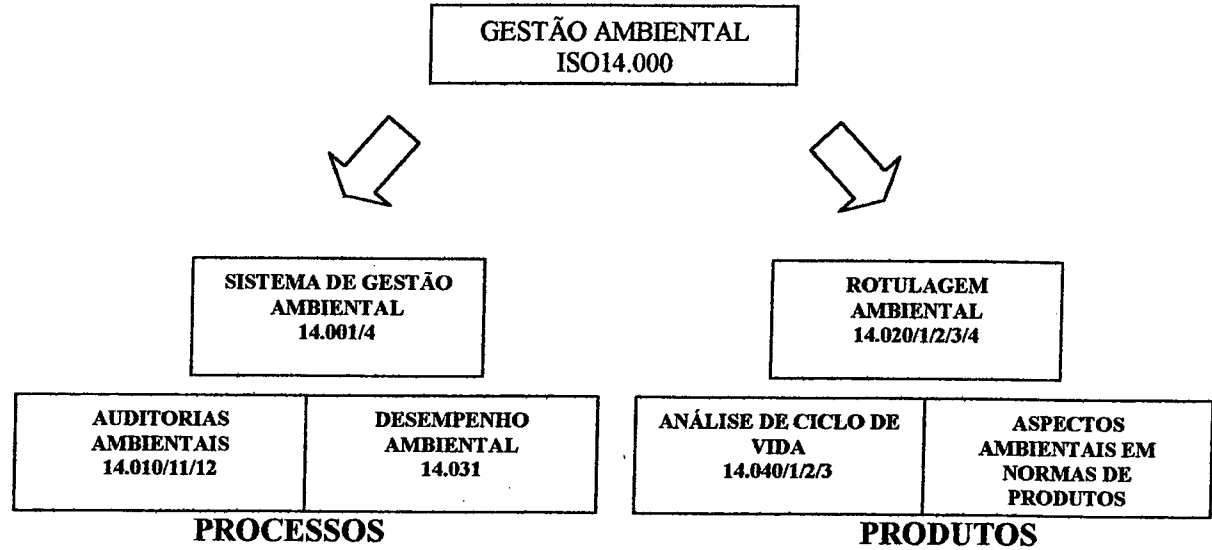 GESTÃO AMBIENTAL
ISO14.000
SISTEMA DE GESTÃO
AMBIENTAL
14.001/4
ROTULAGEM
AMBIENTAL
14.020/1/2/3/4
AUDITORIAS
AMBIENTAIS
14.010/11/12
DESEMPENHO
AMBIENTAL
14.031
ANÁLISE DE CICLO DE
VIDA
14.040/1/2/3
ASPECTOS
AMBIENTAIS EM
NORMAS DE
PRODUTOS
PROCESSOS
PRODUTOS